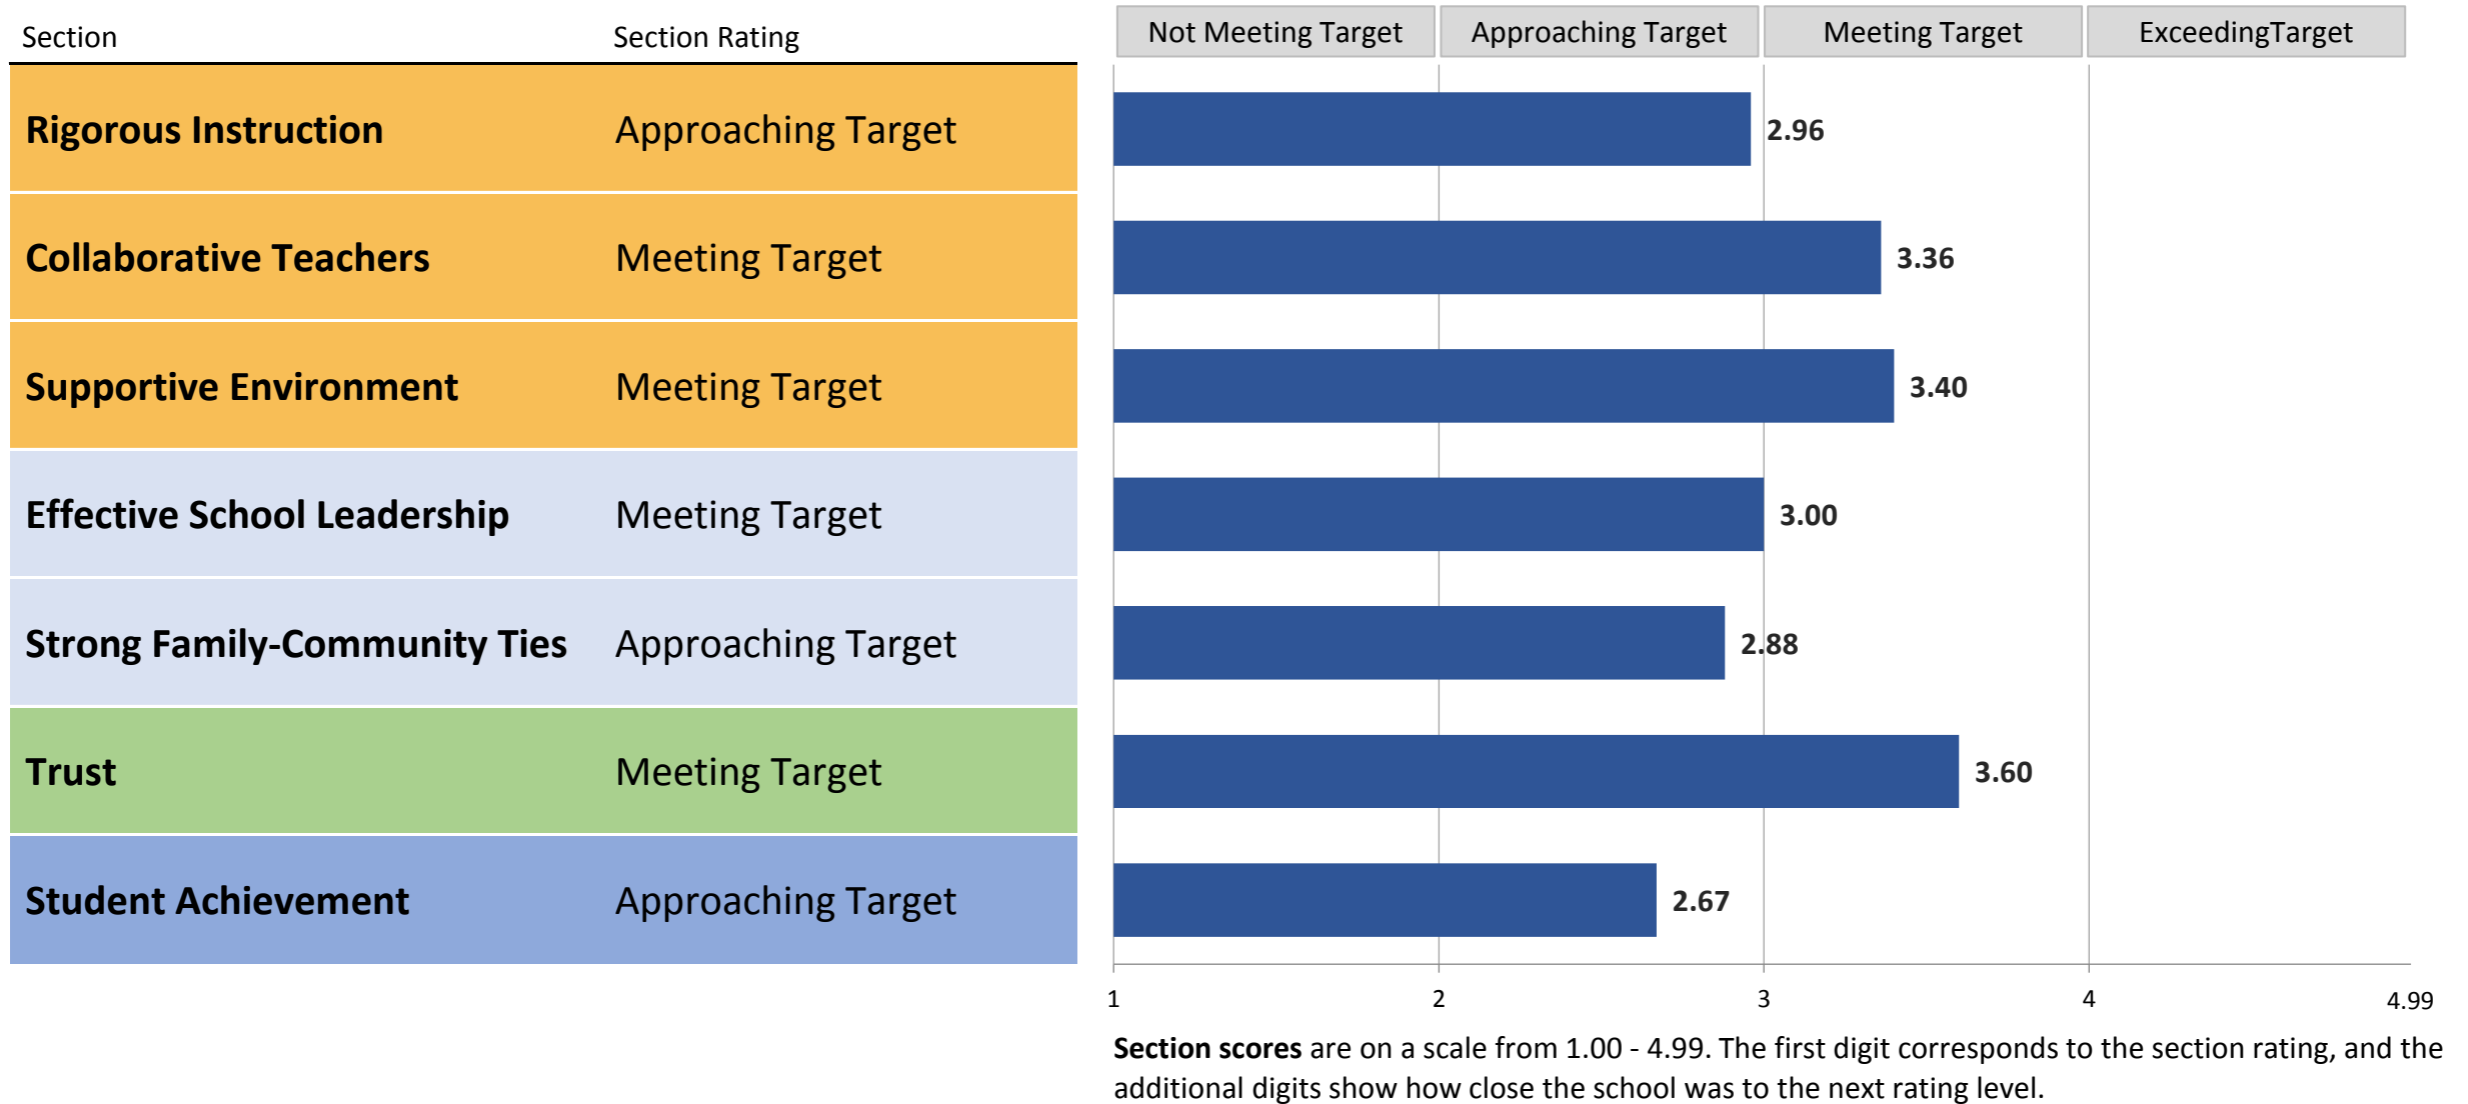 Section Section Rating Not Meeting Target Approaching Target Meeting Target ExceedingTarget
Rigorous Instruction Approaching Target 2.96
Collaborative Teachers Meeting Target 3.36
Supportive Environment Meeting Target 3.40
Effective School Leadership Meeting Target 3.00
Strong Family-Community Ties Approaching Target 2.88
Trust Meeting Target 3.60
Student Achievement Approaching Target 2.67
1 2 3 4 4.99
Section scores are on a scale from 1.00 - 4.99. The first digit corresponds to the section rating, and the
additional digits show how close the school was to the next rating level.